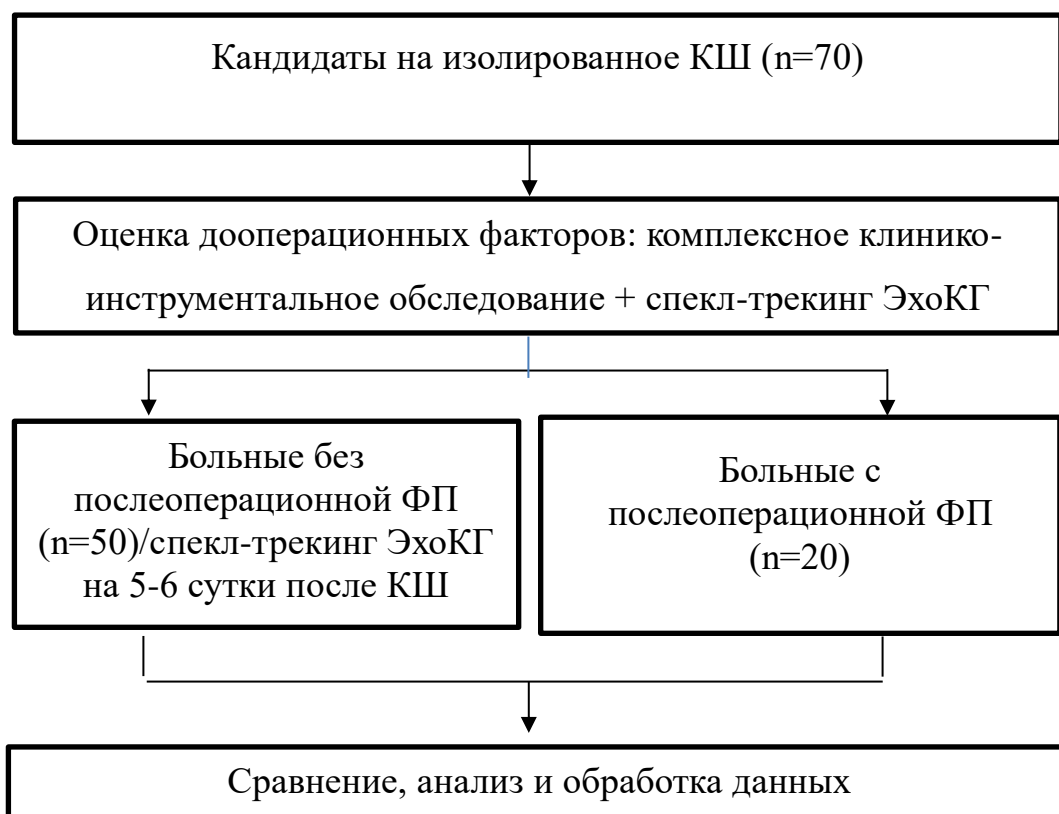 Кандидаты на изолированное КШ (n=70)
Оценка дооперационных факторов: комплексное клинико-
инструментальное обследование + спекл-трекинг ЭхоКГ
Больные без
послеоперационной ФП
(n=50)/спекл-трекинг ЭхоКГ
на 5-6 сутки после КШ
Больные с
послеоперационной ФП
(n=20)
Сравнение, анализ и обработка данных